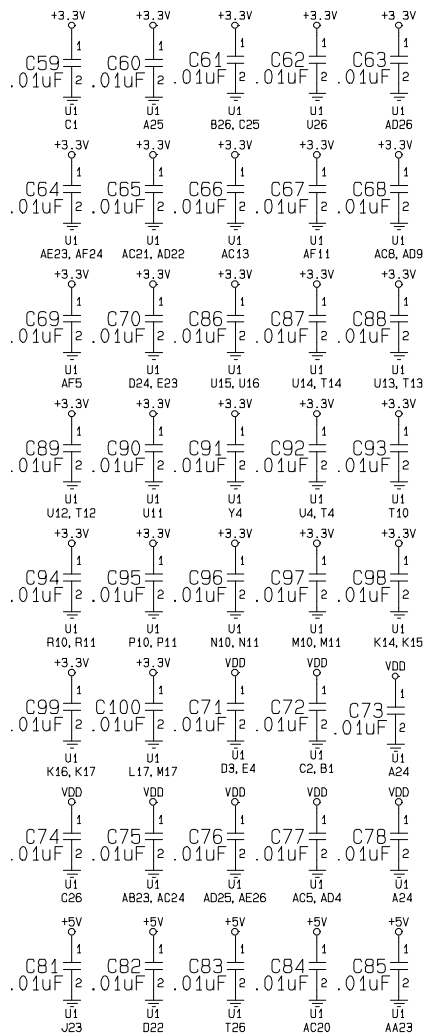 +3.3V +3.3V +3.3V +3.3V +3.3V
1 1 1 1 1
C59 C60 C61 C62 C63
.01uF .01uF .01uF .01uF .01uF
2 2 2 2 2
U1 U1 U1 U1 U1
C1 A25 B26, C25 U26 AD26
+3.3V +3.3V +3.3V +3.3V +3.3V
1 1 1 1 1
C64 C65 C66 C67 C68
.01uF .01uF .01uF .01uF .01uF
2 2 2 2 2
U1 U1 U1 U1 U1
AE23, AF24 AC21, AD22 AC13 AF11 AC8, AD9
+3.3V +3.3V +3.3V +3.3V +3.3V
1 1 1 1 1
C69 C70 C86 C87 C88
.01uF .01uF .01uF .01uF .01uF
2 2 2 2 2
U1 U1 U1 U1 U1
AF5 D24, E23 U15, U16 U14, T14 U13, T13
+3.3V +3.3V +3.3V +3.3V +3.3V
1 1 1 1 1
C89 C90 C91 C92 C93
.01uF .01uF .01uF .01uF .01uF
2 2 2 2 2
U1 U1 U1 U1 U1
U12, T12 U11 Y4 U4, T4 T10
+3.3V +3.3V +3.3V +3.3V +3.3V
1 1 1 1 1
C94 C95 C96 C97 C98
.01uF .01uF .01uF .01uF .01uF
2 2 2 2 2
U1 U1 U1 U1 U1
R10, R11 P10, P11 N10, N11 M10, M11 K14, K15
+3.3V +3.3V VDD VDD VDD
1 1 1 1 1
C99 C100 C71 C72 C73
.01uF .01uF .01uF .01uF .01uF
2 2 2 2 2
U1 U1 U1 U1 U1
K16, K17 L17, M17 D3, E4 C2, B1 A24
VDD VDD VDD VDD VDD
1 1 1 1 1
C74 C75 C76 C77 C78
.01uF .01uF .01uF .01uF .01uF
2 2 2 2 2
U1 U1 U1 U1 U1
C26 AB23, AC24 AD25, AE26 AC5, AD4 A24
+5V +5V +5V +5V +5V
1 1 1 1 1
C81 C82 C83 C84 C85
.01uF .01uF .01uF .01uF .01uF
2 2 2 2 2
U1 U1 U1 U1 U1
J23 D22 T26 AC20 AA23